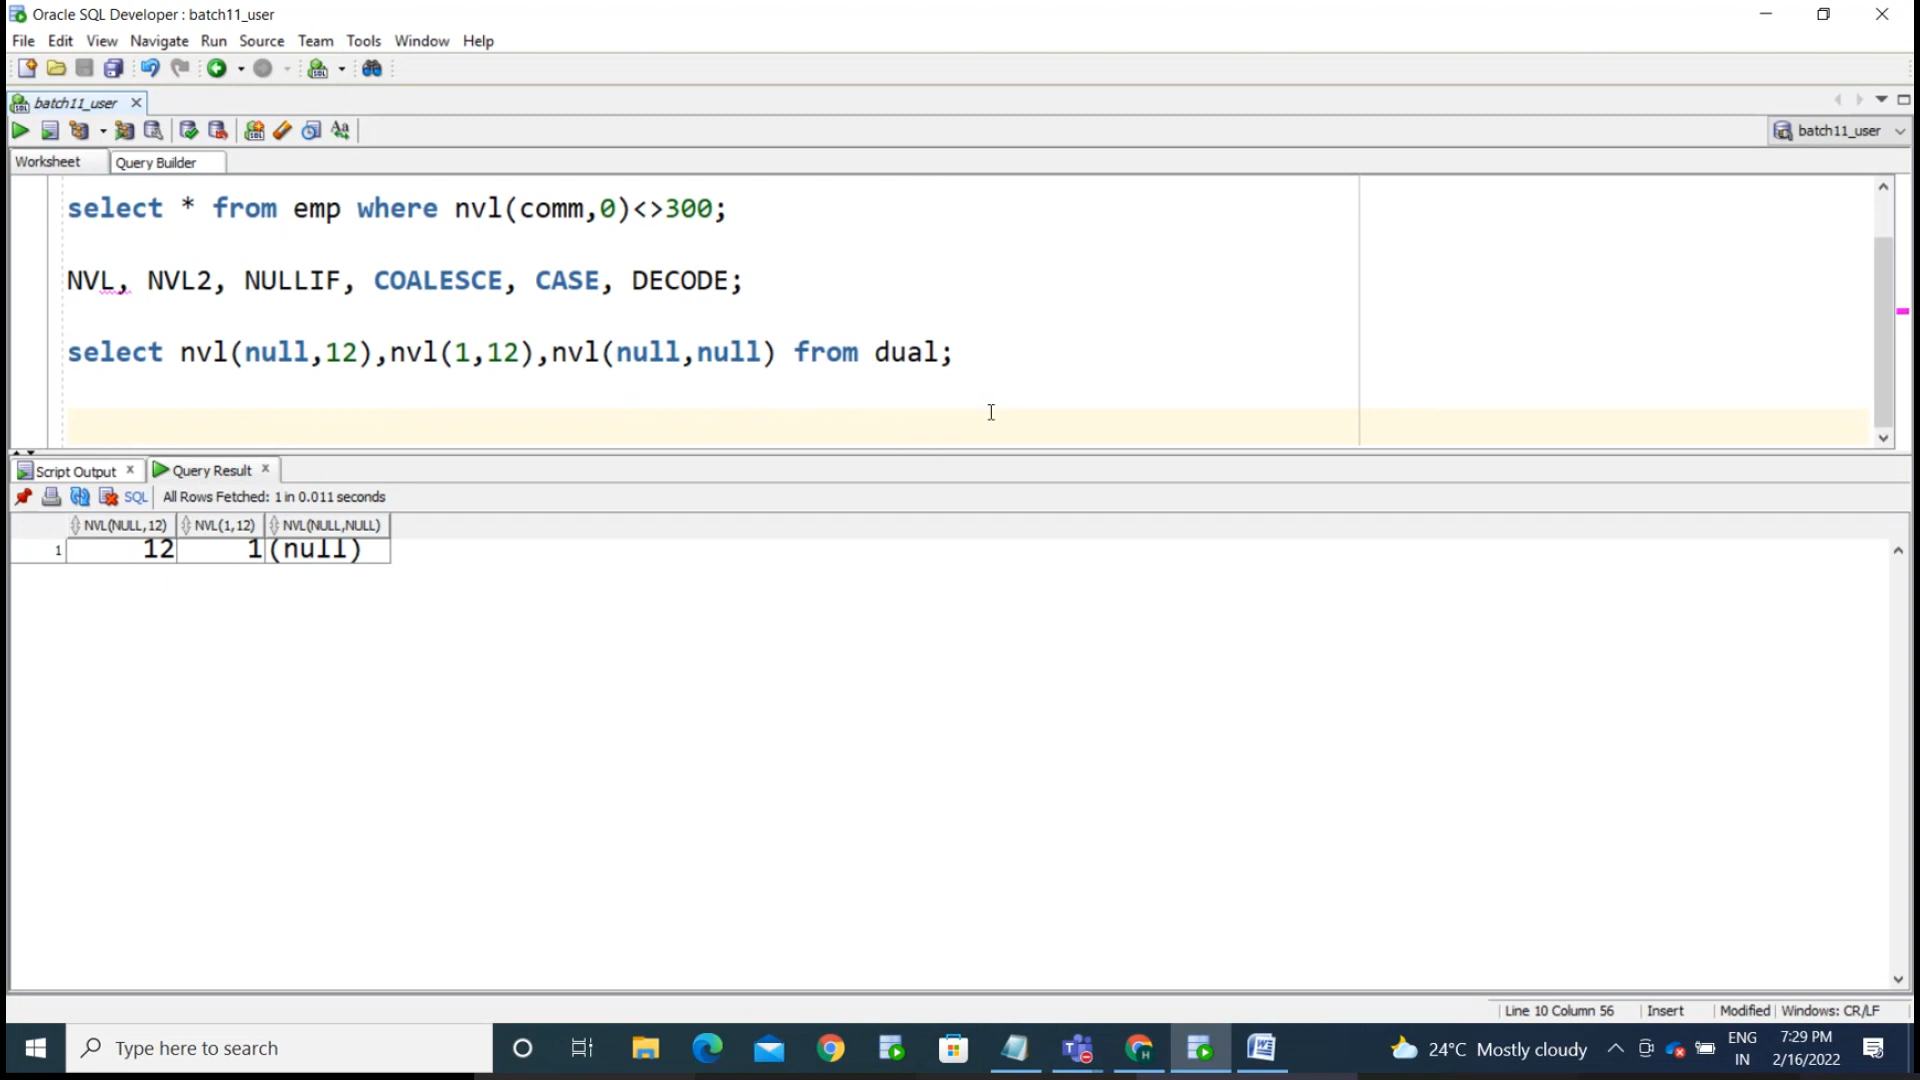 Oracle SQL Developer : batch11_user
File Edit View Navigate Run Source Team Tools Window Help
batch11_user
batch11_user
Worksheet Query Builder
select * from emp where nvl(comm,0)<>300;
NVL, NVL2, NULLIF, COALESCE, CASE, DECODE;
select nvl(null,12),nvl(1,12),nvl(null,null) from dual;
Script Output x Query Result x
SQL All Rows Fetched: 1 in 0.011 seconds
NVL(NULL,12) NVL(1,12) NVL(NULL,NULL)
1 12 1 (null)
Line 10 Column 56 Insert Modified Windows: CR/LF
Type here to search
24°C Mostly cloudy
ENG 7:29 PM
IN 2/16/2022